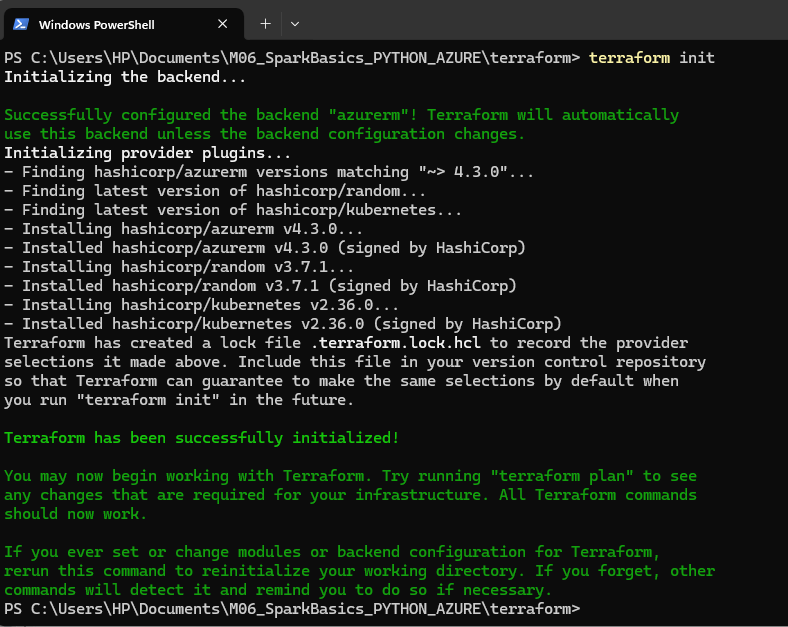 Windows PowerShell
PS C:\Users\HP\Documents\M06_SparkBasics_PYTHON_AZURE\terraform> terraform init
Initializing the backend...
Successfully configured the backend "azurerm"! Terraform will automatically
use this backend unless the backend configuration changes.
Initializing provider plugins...
- Finding hashicorp/azurerm versions matching "~> 4.3.0"...
- Finding latest version of hashicorp/random...
- Finding latest version of hashicorp/kubernetes...
- Installing hashicorp/azurerm v4.3.0...
- Installed hashicorp/azurerm v4.3.0 (signed by HashiCorp)
- Installing hashicorp/random v3.7.1...
- Installed hashicorp/random v3.7.1 (signed by HashiCorp)
- Installing hashicorp/kubernetes v2.36.0...
- Installed hashicorp/kubernetes v2.36.0 (signed by HashiCorp)
Terraform has created a lock file .terraform.lock.hcl to record the provider
selections it made above. Include this file in your version control repository
so that Terraform can guarantee to make the same selections by default when
you run "terraform init" in the future.
Terraform has been successfully initialized!
You may now begin working with Terraform. Try running "terraform plan" to see
any changes that are required for your infrastructure. All Terraform commands
should now work.
If you ever set or change modules or backend configuration for Terraform,
rerun this command to reinitialize your working directory. If you forget, other
commands will detect it and remind you to do so if necessary.
PS C:\Users\HP\Documents\M06_SparkBasics_PYTHON_AZURE\terraform>